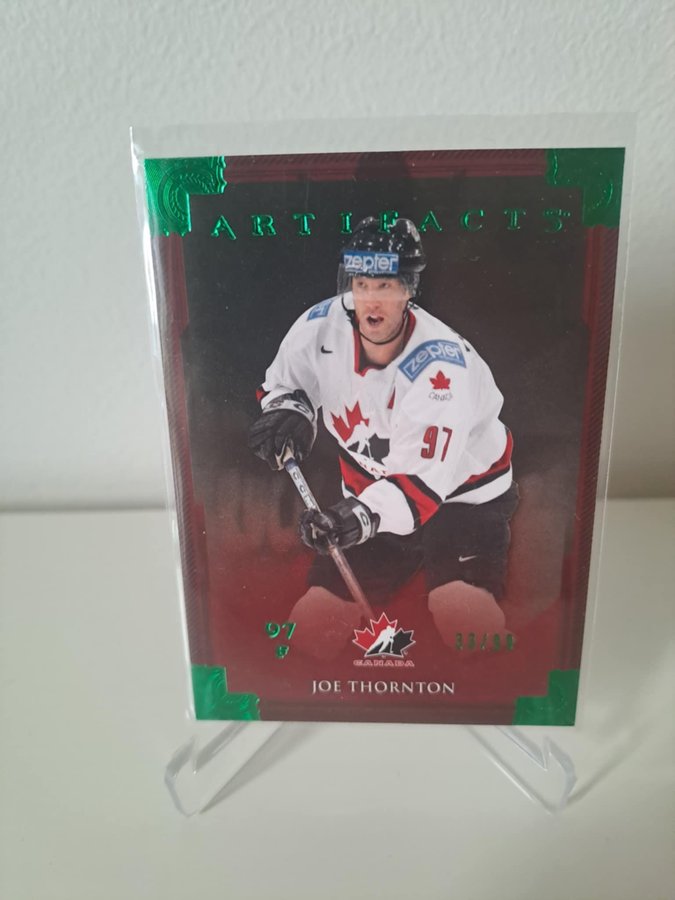 ARTIFACTS
zepter
zepter
CANADA
97
97
F
CANADA
JOE THORNTON